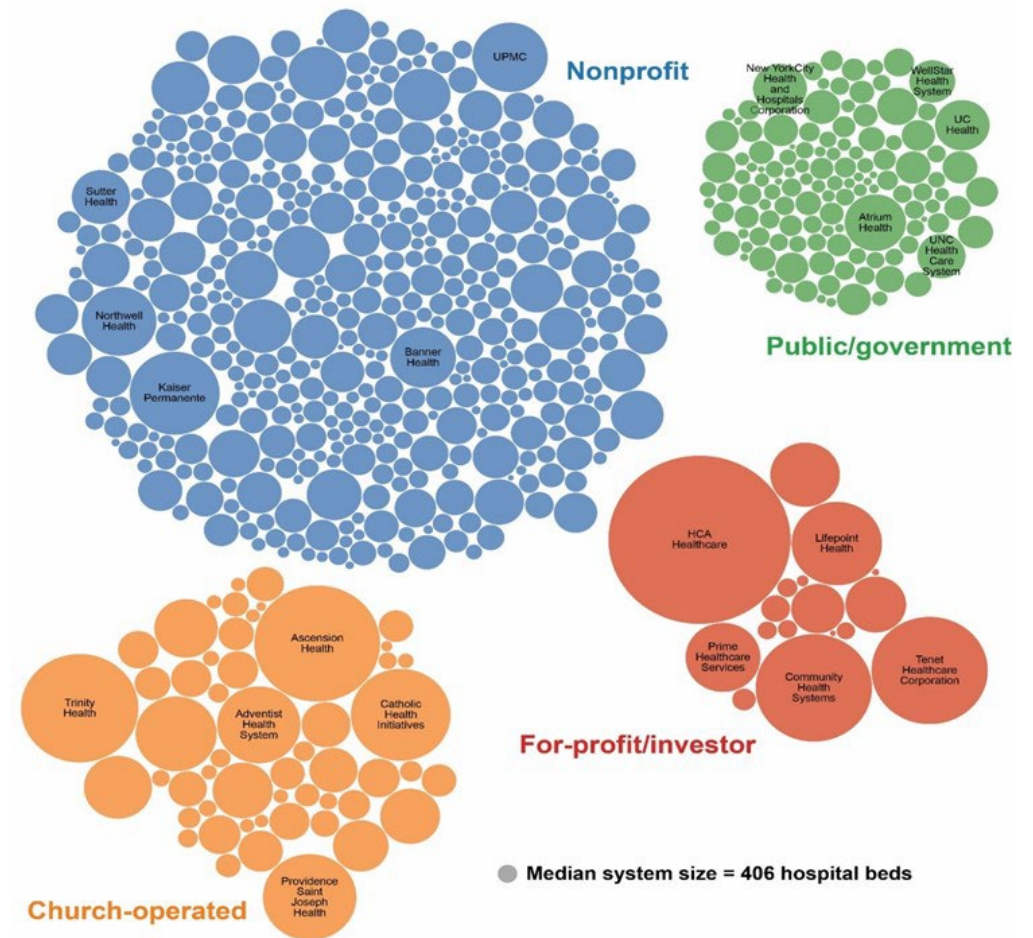 UPMC
Nonprofit
New YorkCity
Health
and
Hospitals
Corporation
WellStar
Health
System
UC
Health
Sutter
Health
Atrium
Health
UNC
Health
Care
System
Northwell
Health
Banner
Health
Public/government
Kaiser
Permanente
HCA
Healthcare
Lifepoint
Health
Ascension
Health
Prime
Healthcare
Services
Community
Health
Systems
Tenet
Healthcare
Corporation
Trinity
Health
Adventist
Health
System
Catholic
Health
Initiatives
For-profit/investor
Median system size = 406 hospital beds
Providence
Saint
Joseph
Health
Church-operated